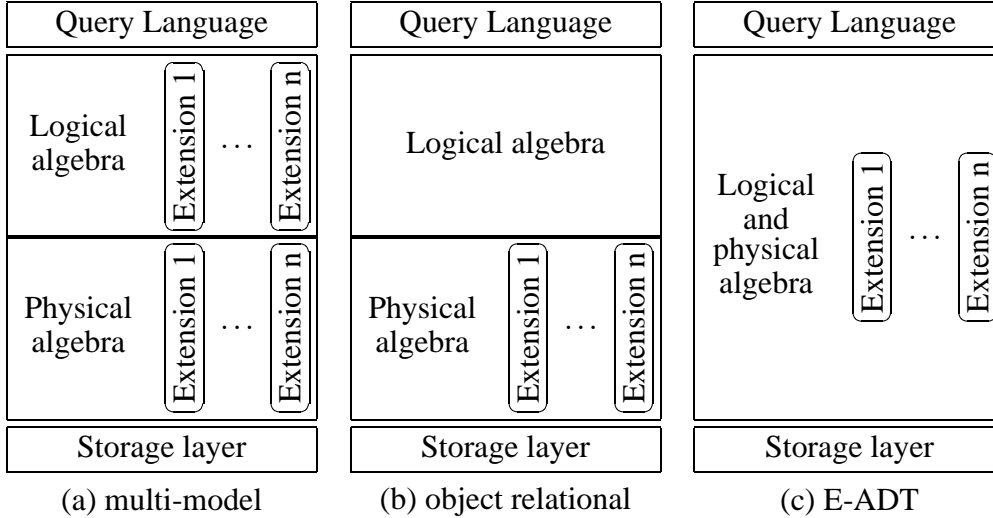 Query Language
Logical
algebra
Extension 1
...
Extension n
Physical
algebra
Extension 1
...
Extension n
Storage layer
(a) multi-model
Query Language
Logical algebra
Physical
algebra
Extension 1
...
Extension n
Storage layer
(b) object relational
Query Language
Logical
and
physical
algebra
Extension 1
...
Extension n
Storage layer
(c) E-ADT